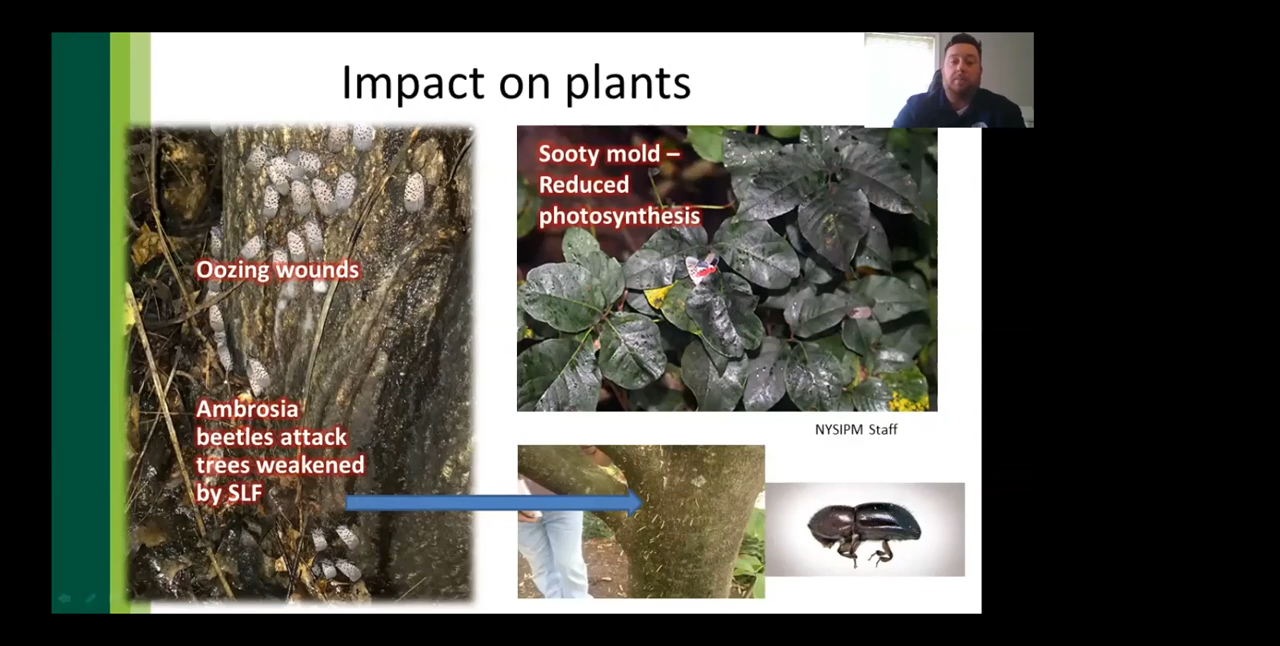 Impact on plants
Oozing wounds
Ambrosia
beetles attack
trees weakened
by SLF
Sooty mold –
Reduced
photosynthesis
NYSIPM Staff